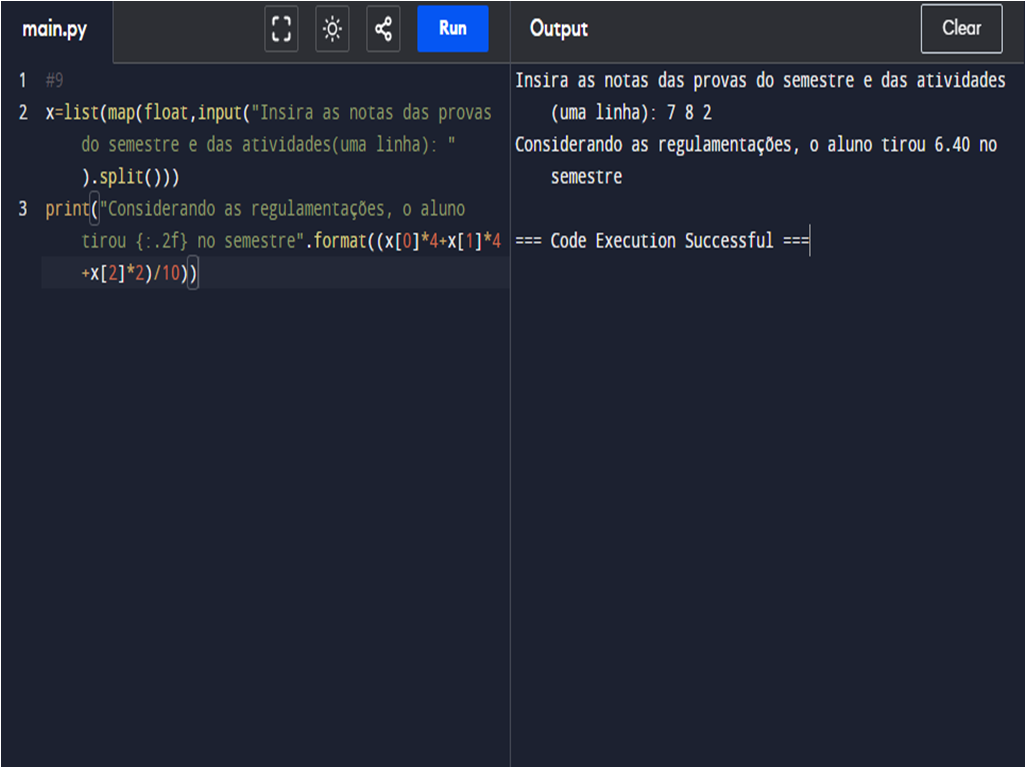 main.py
Run
Output
Clear
1 #9
2 x=list(map(float,input("Insira as notas das provas
do semestre e das atividades(uma linha): "
).split()))
3 print("Considerando as regulamentações, o aluno
tirou {:.2f} no semestre".format((x[0]*4+x[1]*4
+x[2]*2)/10))
Insira as notas das provas do semestre e das atividades
(uma linha): 7 8 2
Considerando as regulamentações, o aluno tirou 6.40 no
semestre
=== Code Execution Successful ===